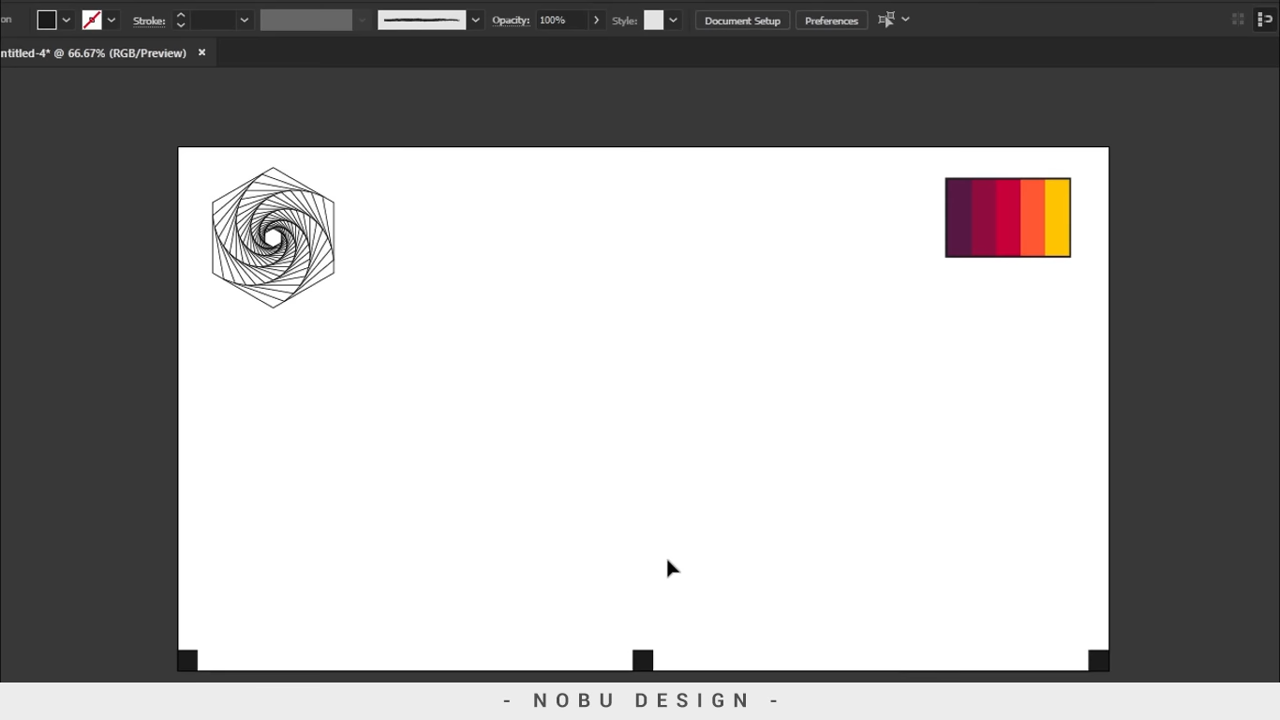 on Stroke: Opacity: 100% Style: Document Setup Preferences
ntitled-4* @ 66.67% (RGB/Preview) ×
- NOBU DESIGN -